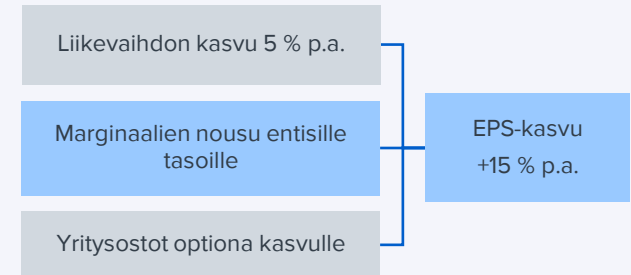 Liikevaihdon kasvu 5 % p.a.
Marginaalien nousu entisille
tasoille
Yritysostot optiona kasvulle
EPS-kasvu
+15 % p.a.